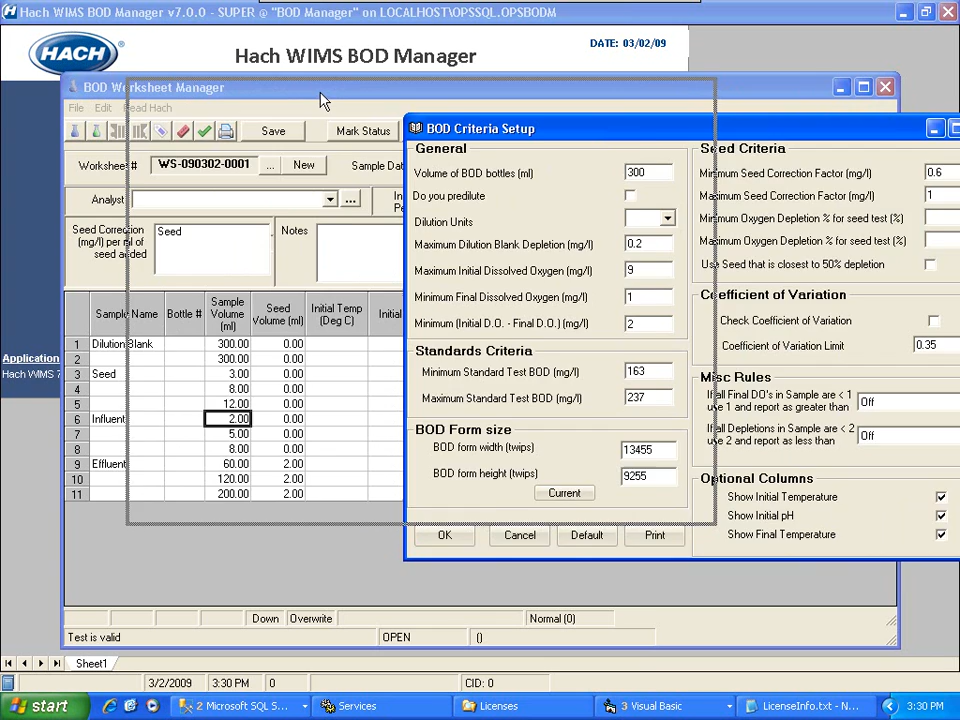 Hach WIMS BOD Manager v7.0.0 - SUPER @ "BOD Manager" on LOCALHOST\OPSSQL.OPSBODM
HACH
Hach WIMS BOD Manager
DATE: 03/02/09
BOD Worksheet Manager
File Edit Read Hach
Save
Mark Status
Worksheet #
WS-090302-0001
...
New
Sample Da
Analyst
...
Seed Correction (mg/l) per ml of seed added
Seed
Notes
Sample Name
Bottle #
Sample Volume (ml)
Seed Volume (ml)
Initial Temp (Deg C)
Initial
1 Dilution Blank 300.00 0.00
2 300.00 0.00
3 Seed 3.00 0.00
4 8.00 0.00
5 12.00 0.00
6 Influent 2.00 0.00
7 5.00 0.00
8 8.00 0.00
9 Effluent 60.00 2.00
10 120.00 2.00
11 200.00 2.00
Application
Hach WIMS 7
BOD Criteria Setup
General
Volume of BOD bottles (ml) 300
Do you predilute
Dilution Units
Maximum Dilution Blank Depletion (mg/l) 0.2
Maximum Initial Dissolved Oxygen (mg/l) 9
Minimum Final Dissolved Oxygen (mg/l) 1
Minimum (Initial D.O. - Final D.O.) (mg/l) 2
Standards Criteria
Minimum Standard Test BOD (mg/l) 163
Maximum Standard Test BOD (mg/l) 237
BOD Form size
BOD form width (twips) 13455
BOD form height (twips) 9255
Current
OK
Cancel
Default
Print
Seed Criteria
Minimum Seed Correction Factor (mg/l) 0.6
Maximum Seed Correction Factor (mg/l) 1
Minimum Oxygen Depletion % for seed test (%)
Maximum Oxygen Depletion % for seed test (%)
Use Seed that is closest to 50% depletion
Coefficient of Variation
Check Coefficient of Variation
Coefficient of Variation Limit 0.35
Misc Rules
If all Final DO's in Sample are < 1
use 1 and report as greater than
Off
If all Depletions in Sample are < 2
use 2 and report as less than
Off
Optional Columns
Show Initial Temperature
Show Initial pH
Show Final Temperature
Down Overwrite Normal (0)
Test is valid OPEN ()
Sheet1
3/2/2009 3:30 PM 0 CID: 0
start
2 Microsoft SQL S...
Services
Licenses
3 Visual Basic
LicenseInfo.txt - N...
3:30 PM